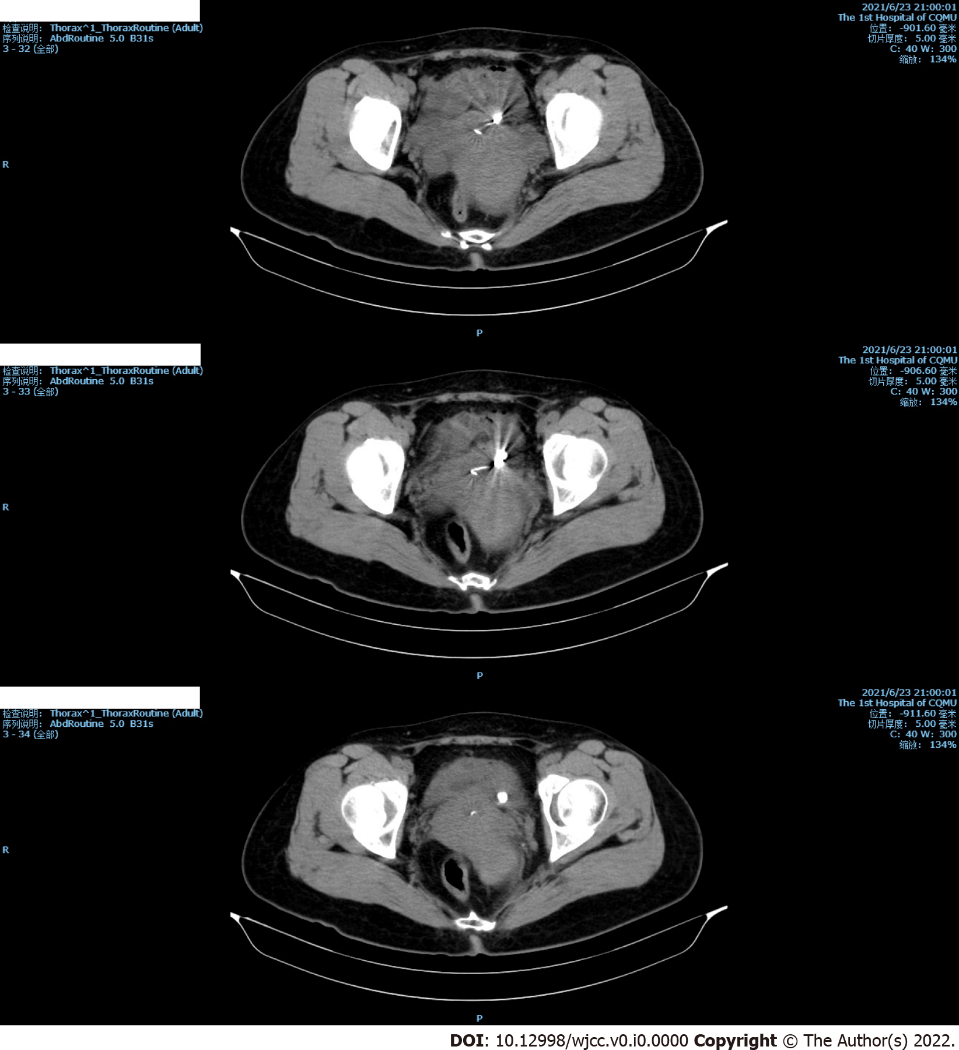 2021/6/23 21:00:01
The 1st Hospital of CQMU
检查说明: Thorax^1_ThoraxRoutine (Adult)
位置: -901.60 毫米
序列说明: AbdRoutine 5.0 B31s
切片厚度: 5.00 毫米
3 - 32 (全部)
C: 40 W: 300
缩放: 134%
R
P
2021/6/23 21:00:01
The 1st Hospital of CQMU
检查说明: Thorax^1_ThoraxRoutine (Adult)
位置: -906.60 毫米
序列说明: AbdRoutine 5.0 B31s
切片厚度: 5.00 毫米
3 - 33 (全部)
C: 40 W: 300
缩放: 134%
R
P
2021/6/23 21:00:01
The 1st Hospital of CQMU
检查说明: Thorax^1_ThoraxRoutine (Adult)
位置: -911.60 毫米
序列说明: AbdRoutine 5.0 B31s
切片厚度: 5.00 毫米
3 - 34 (全部)
C: 40 W: 300
缩放: 134%
R
P
DOI: 10.12998/wjcc.v0.i0.0000 Copyright © The Author(s) 2022.